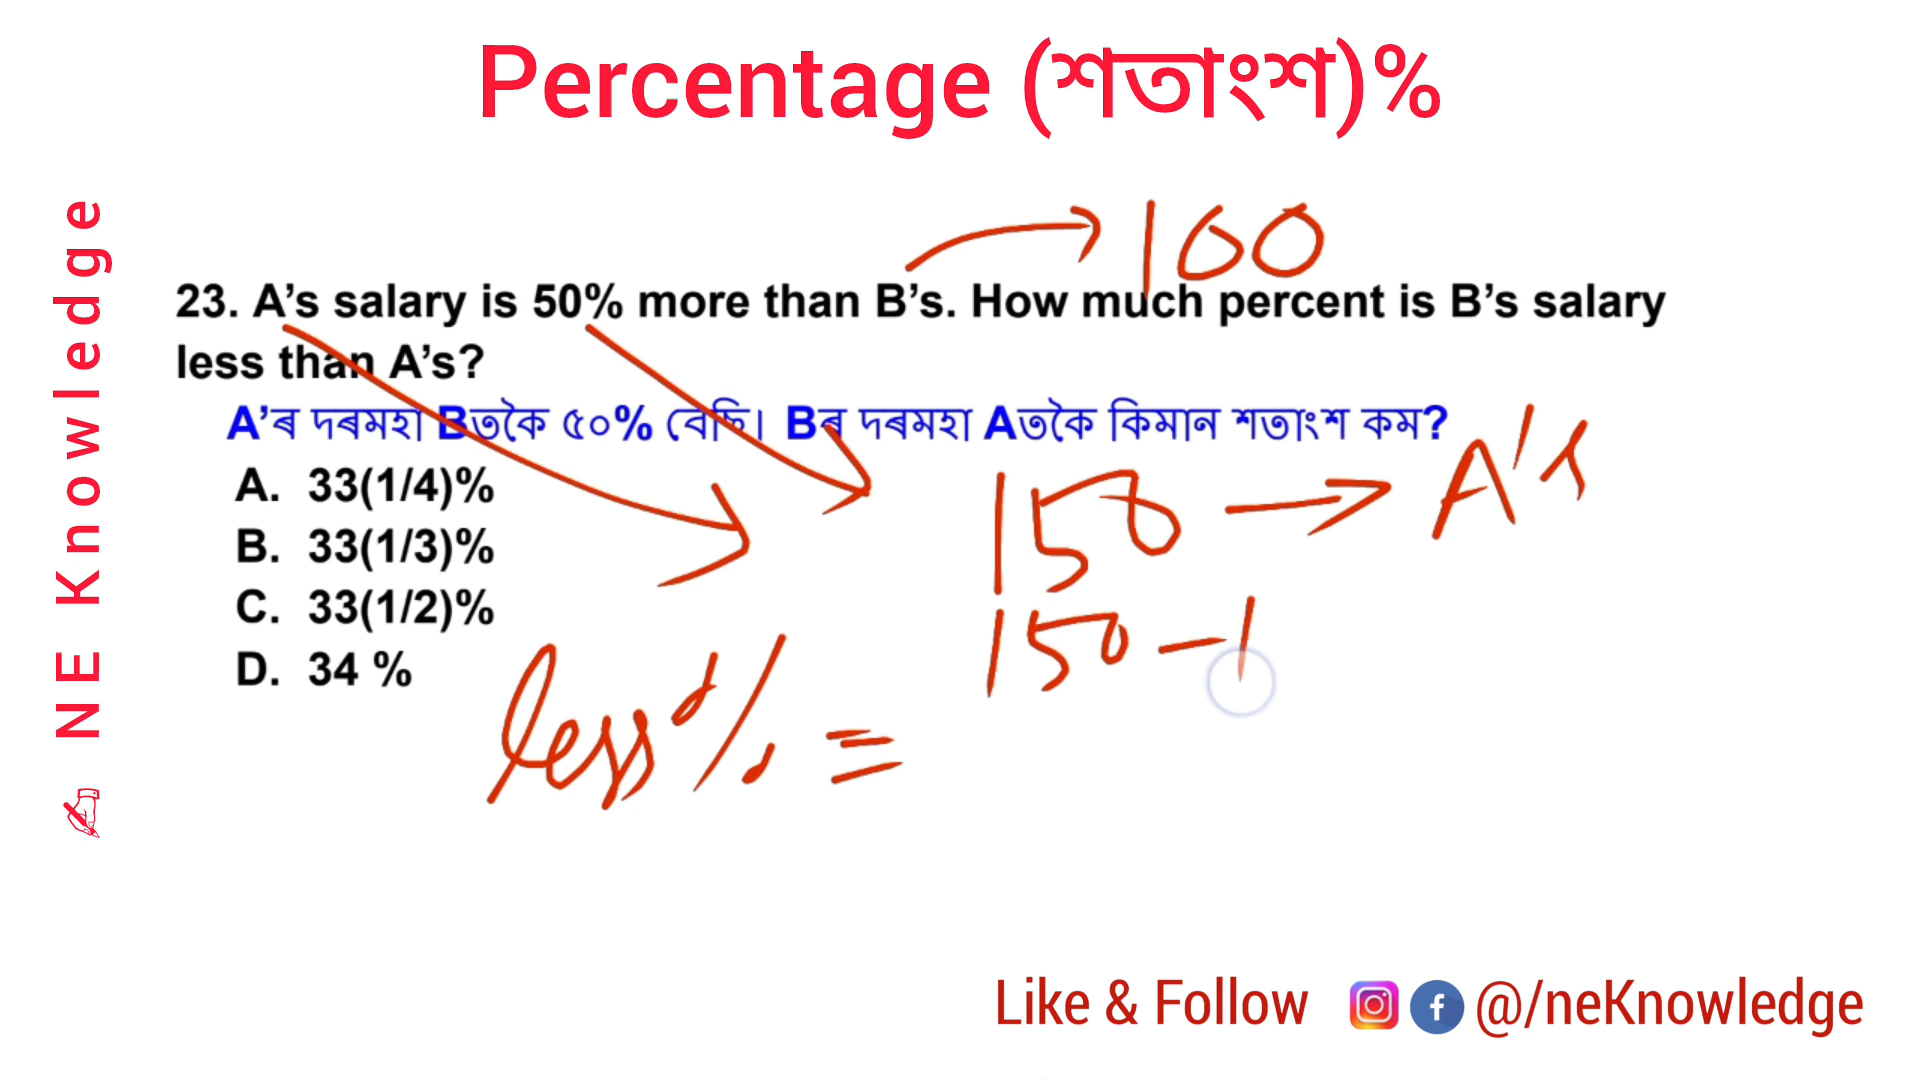 Percentage (শতাংশ)%
NE Knowledge
100
23. A’s salary is 50% more than B’s. How much percent is B’s salary
less than A’s?
A’ৰ দৰমহা Bতকৈ ৫০% বেছি। Bৰ দৰমহা Aতকৈ কিমান শতাংশ কম?
A. 33(1/4)%
B. 33(1/3)%
C. 33(1/2)%
D. 34 %
150 → A's
150 - 1
less % =
Like & Follow @/neKnowledge